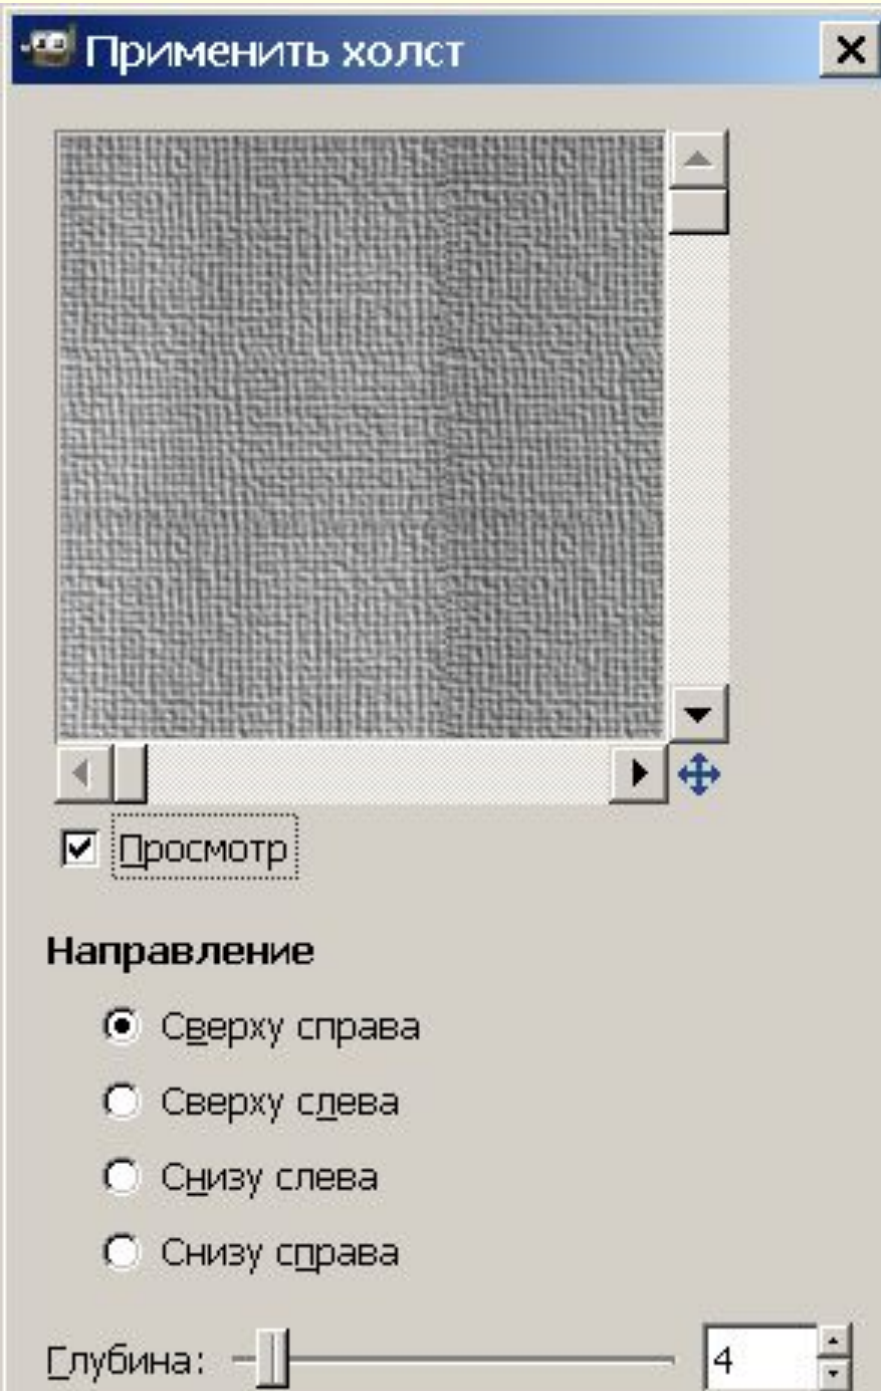 Применить холст
Просмотр
Направление
Сверху справа
Сверху слева
Снизу слева
Снизу справа
Глубина: 4